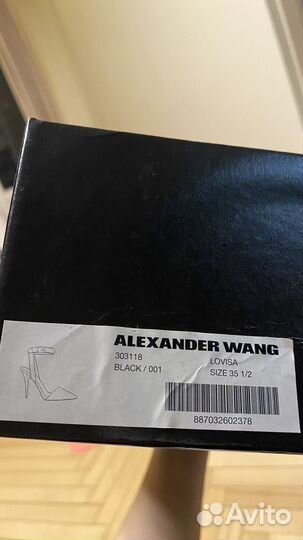 ALEXANDER WANG
303118 LOVISA
BLACK / 001 SIZE 35 1/2
887032602378
Avito